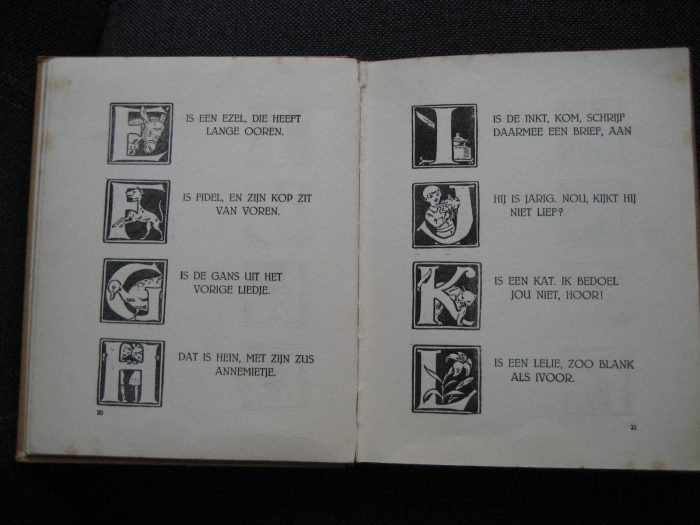 E IS EEN EZEL, DIE HEEFT
LANGE OOREN.
F IS FIDEL, EN ZIJN KOP ZIT
VAN VOREN.
G IS DE GANS UIT HET
VORIGE LIEDJE.
H DAT IS HEIN, MET ZIJN ZUS
ANNEMIETJE.
20
I IS DE INKT, KOM, SCHRIJF
DAARMEE EEN BRIEF, AAN
J HIJ IS JARIG. NOU, KIJKT HIJ
NIET LIEF?
K IS EEN KAT. IK BEDOEL
JOU NIET, HOOR!
L IS EEN LELIE, ZOO BLANK
ALS IVOOR.
21